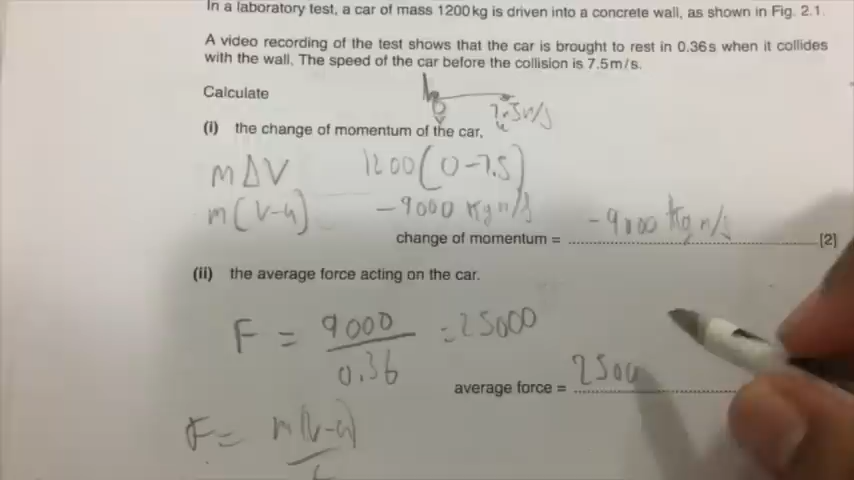 In a laboratory test, a car of mass 1200 kg is driven into a concrete wall, as shown in Fig. 2.1.
A video recording of the test shows that the car is brought to rest in 0.36 s when it collides
with the wall. The speed of the car before the collision is 7.5 m/s.
Calculate
7.5m/s
u
(i) the change of momentum of the car,
mΔV 1200(0-7.5)
m(v-u) -9000 Kgm/s
change of momentum = -9000 Kgm/s [2]
(ii) the average force acting on the car.
F = 9000/0.36 = 25000
average force = 2500
F = m(v-u)